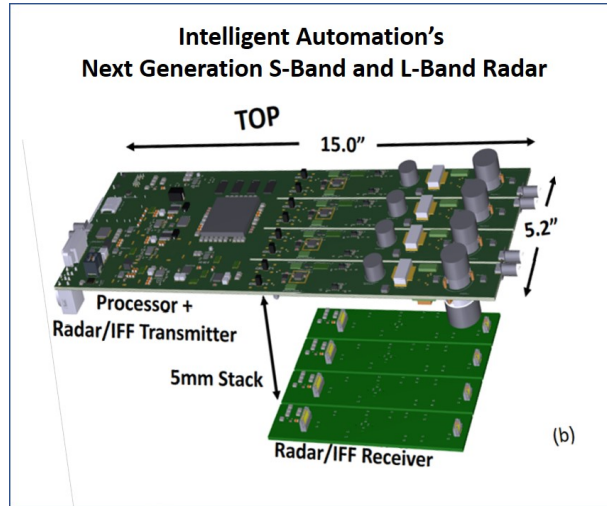 Intelligent Automation's
Next Generation S-Band and L-Band Radar
TOP
15.0”
5.2”
Processor +
Radar/IFF Transmitter
5mm Stack
Radar/IFF Receiver
(b)